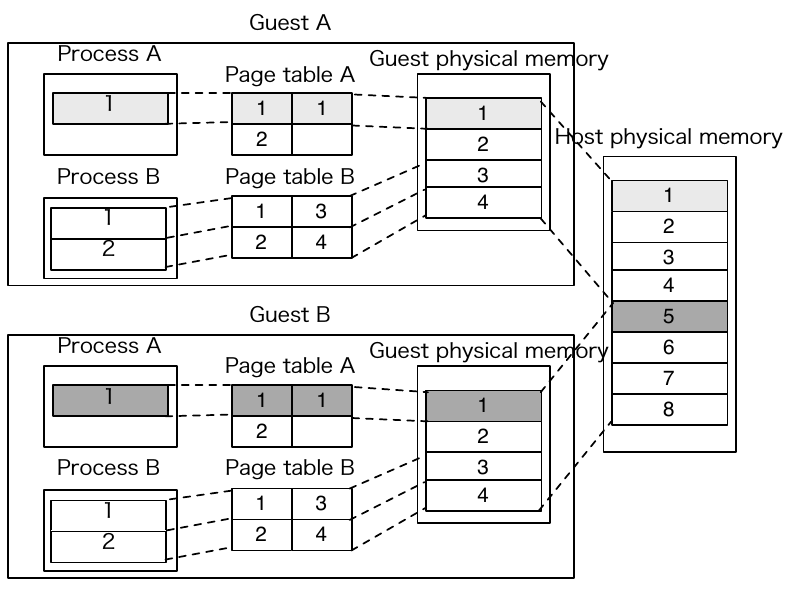 Guest A
Process A
1
Page table A
1 1
2
Guest physical memory
1
2
3
4
Process B
1
2
Page table B
1 3
2 4
Host physical memory
1
2
3
4
5
6
7
8
Guest B
Process A
1
Page table A
1 1
2
Guest physical memory
1
2
3
4
Process B
1
2
Page table B
1 3
2 4